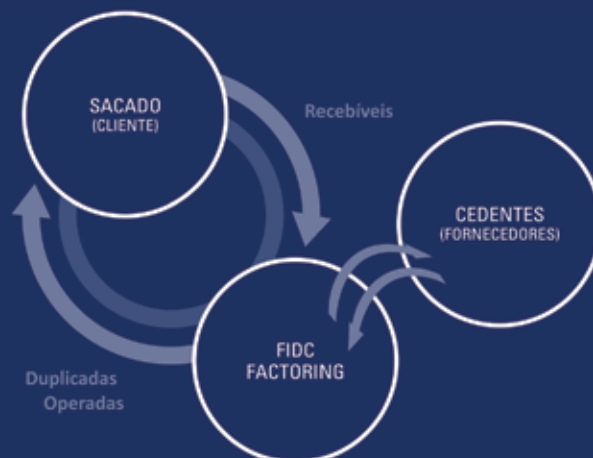 SACADO
(CLIENTE)
Recebíveis
CEDENTES
(FORNECEDORES)
FIDC
FACTORING
Duplicadas
Operadas